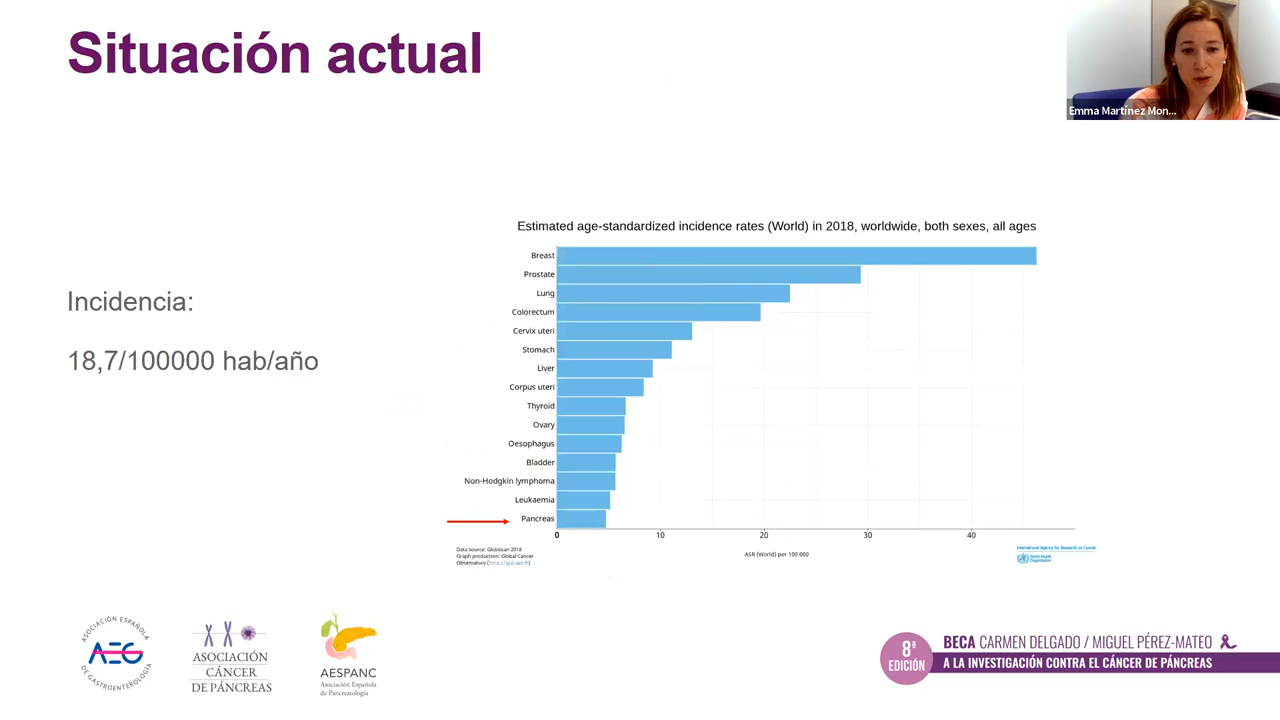 Situación actual
Emma Martínez Mon...
Estimated age-standardized incidence rates (World) in 2018, worldwide, both sexes, all ages
Breast
Prostate
Lung
Colorectum
Cervix uteri
Stomach
Liver
Corpus uteri
Thyroid
Ovary
Oesophagus
Bladder
Non-Hodgkin lymphoma
Leukaemia
Pancreas
0 10 20 30 40
ASR (World) per 100 000
Incidencia:
18,7/100000 hab/año
Data source: Globocan 2018
Graph production: Global Cancer
Observatory (http://gco.iarc.fr)
International Agency for Research on Cancer
World Health
Organization
ASOCIACIÓN ESPAÑOLA
AEG
DE GASTROENTEROLOGÍA
ASOCIACIÓN
CÁNCER
DE PÁNCREAS
AESPANC
Asociación Española
de Pancreatología
8ª
EDICIÓN
BECA CARMEN DELGADO / MIGUEL PÉREZ-MATEO
A LA INVESTIGACIÓN CONTRA EL CÁNCER DE PÁNCREAS